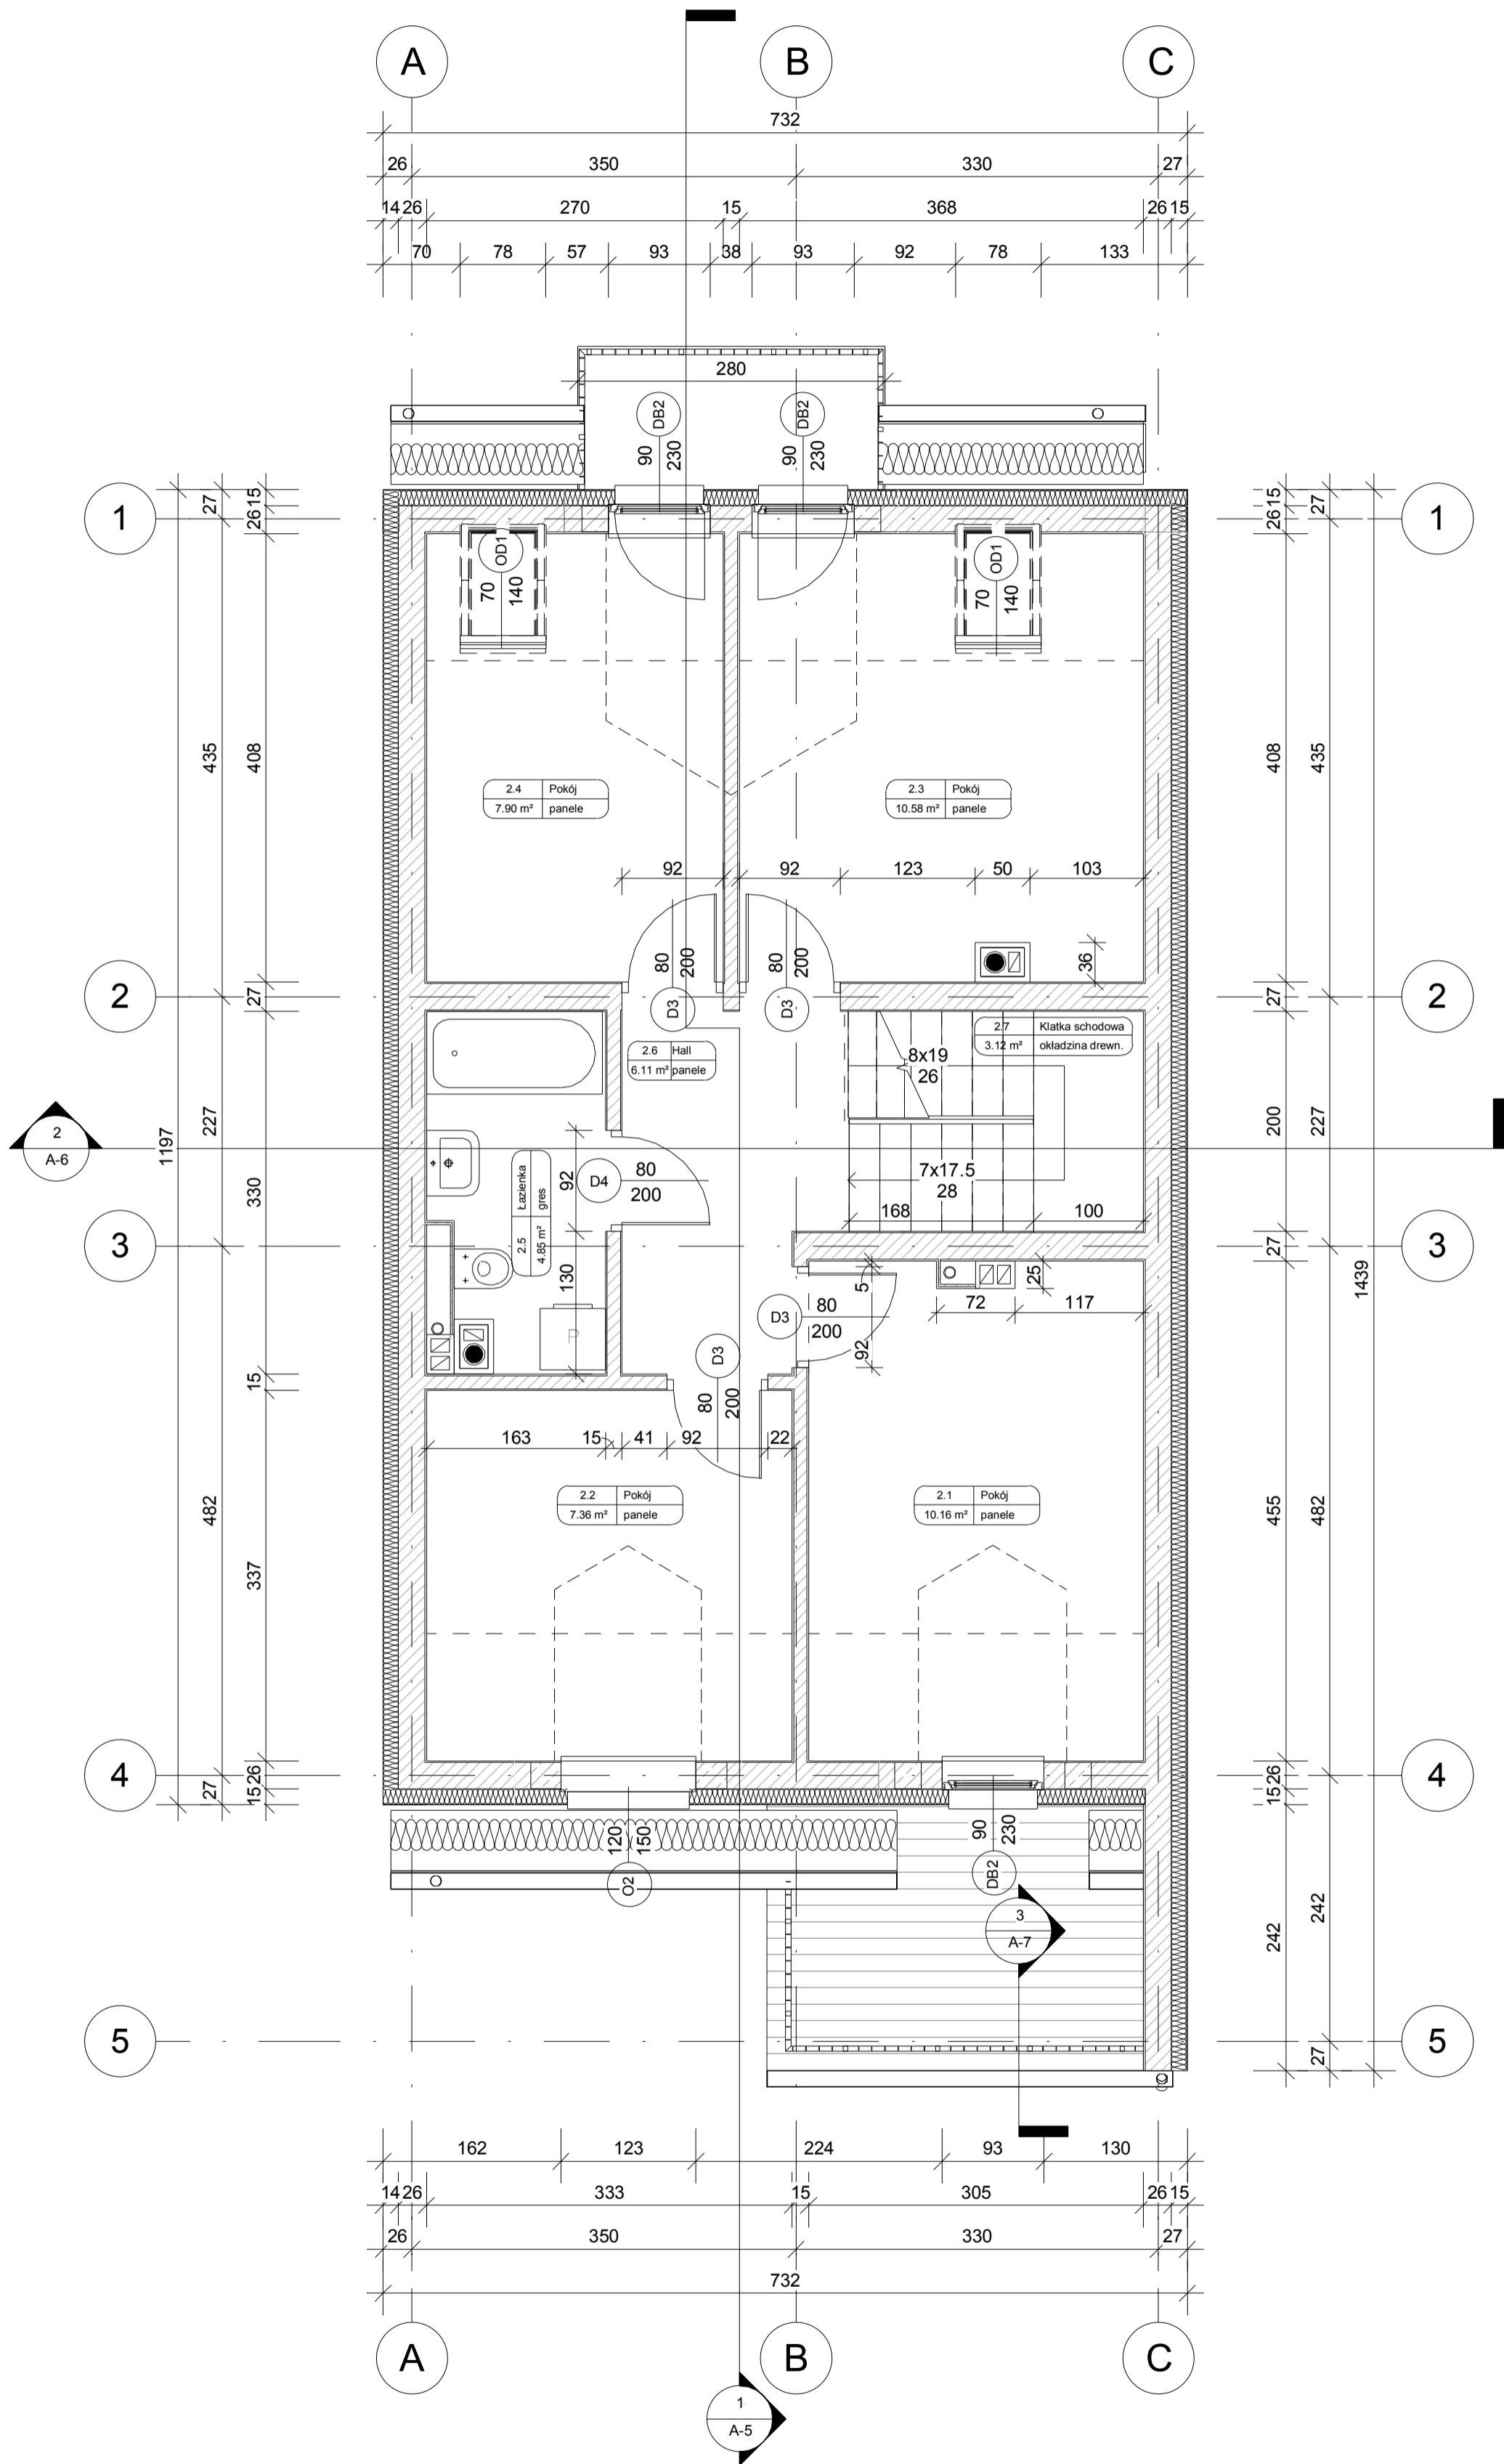 A B C
732
26 350 330 27
14 26 270 15 368 26 15
70 78 57 93 38 93 92 78 133
280
DB2 DB2
90 230 90 230
1 27 26 15 26 15 27 1
OD1 OD1
70 140 70 140
435 408 408 435
2.4 Pokój
7.90 m² panele
2.3 Pokój
10.58 m² panele
92 92 123 50 103
80 200 80 200 36
2 27 D3 D3 27 2
2.6 Hall
6.11 m² panele
2.7 Klatka schodowa
3.12 m² okładzina drewn.
8x19
26
2
A-6
1197 227 330 200 227
2.5 Łazienka
4.85 m² gres
92
D4 80
200
7x17.5
28
168 100
3 27 3
130 5 25
72 117
D3 80
200
92
P
1439
D3
80 200
15
163 15 41 92 22
2.2 Pokój
7.36 m² panele
2.1 Pokój
10.16 m² panele
482 337 455 482
4 27 15 26 15 26 4
120 150 90 230
O2 DB2
3
A-7
242 242
5 27 5
162 123 224 93 130
14 26 333 15 305 26 15
26 350 330 27
732
A B C
1
A-5